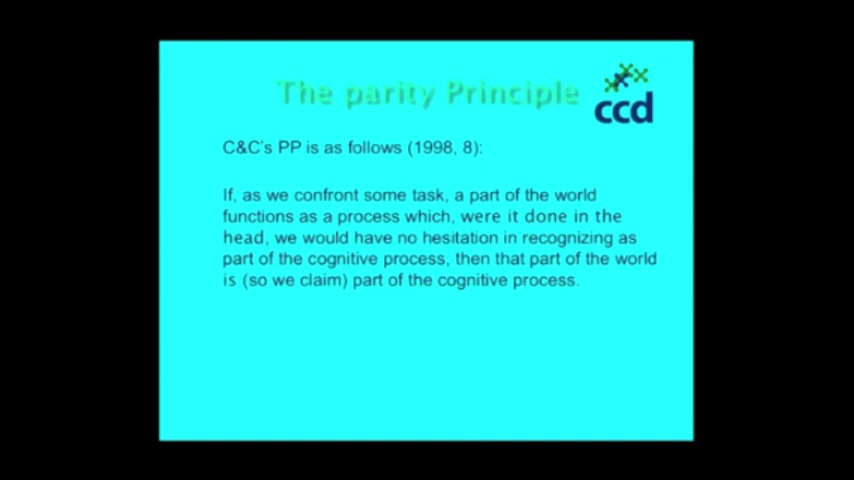 The parity Principle
ccd
C&C's PP is as follows (1998, 8):
If, as we confront some task, a part of the world
functions as a process which, were it done in the
head, we would have no hesitation in recognizing as
part of the cognitive process, then that part of the world
is (so we claim) part of the cognitive process.